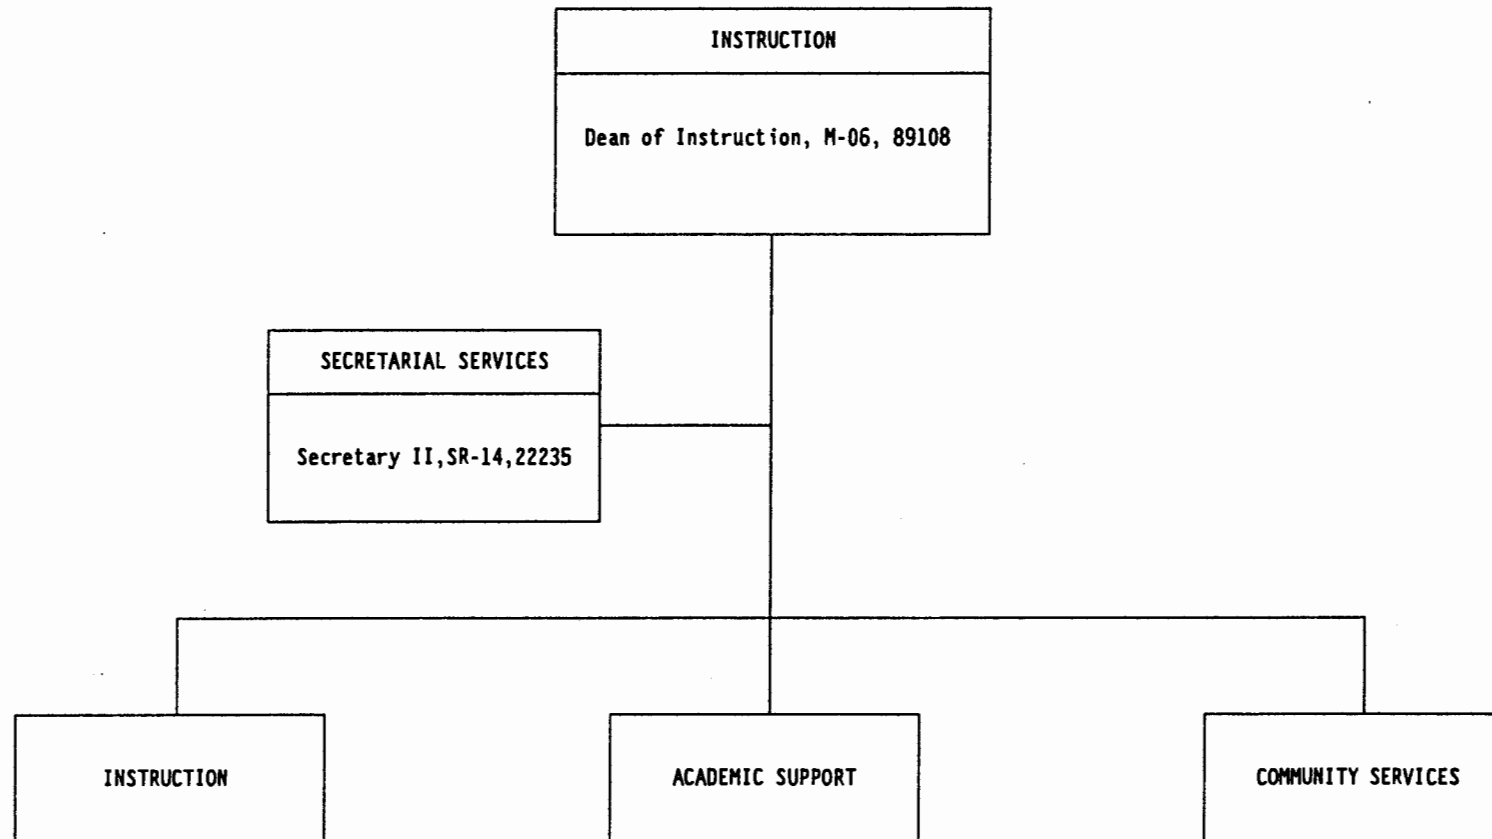 INSTRUCTION
Dean of Instruction, M-06, 89108
SECRETARIAL SERVICES
Secretary II,SR-14,22235
INSTRUCTION
ACADEMIC SUPPORT
COMMUNITY SERVICES